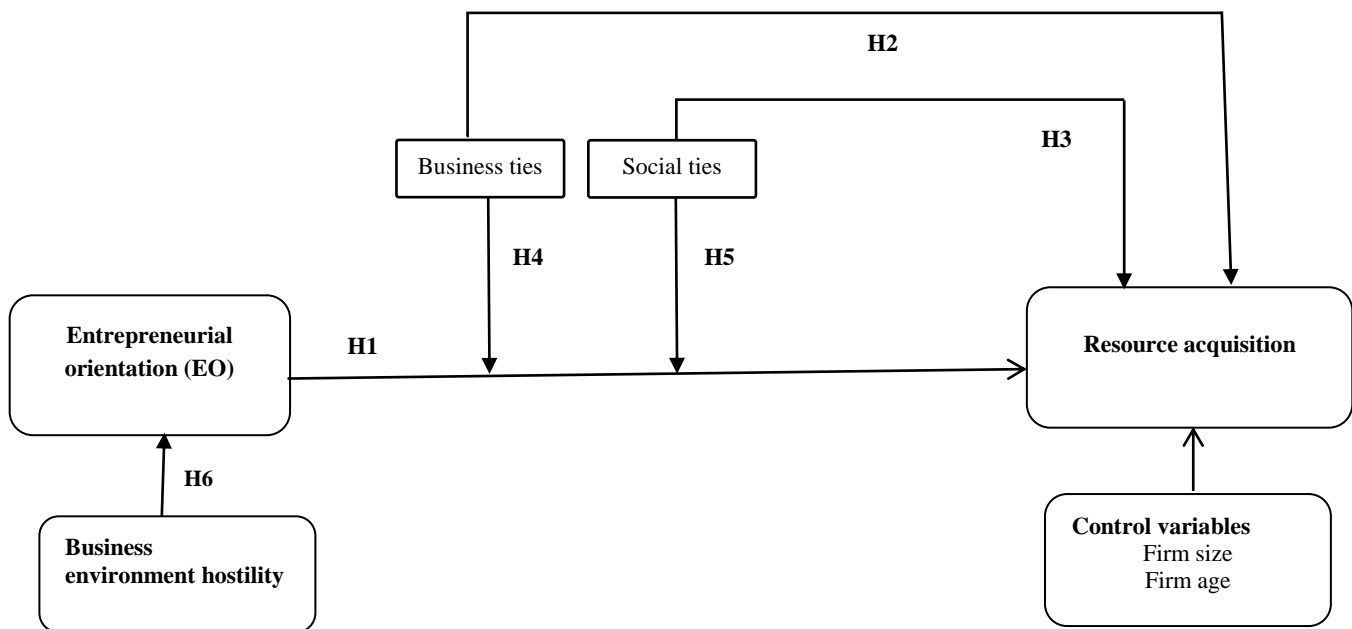 H2
H3
Business ties
Social ties
H4
H5
Entrepreneurial
orientation (EO)
H1
Resource acquisition
H6
Business
environment hostility
Control variables
Firm size
Firm age